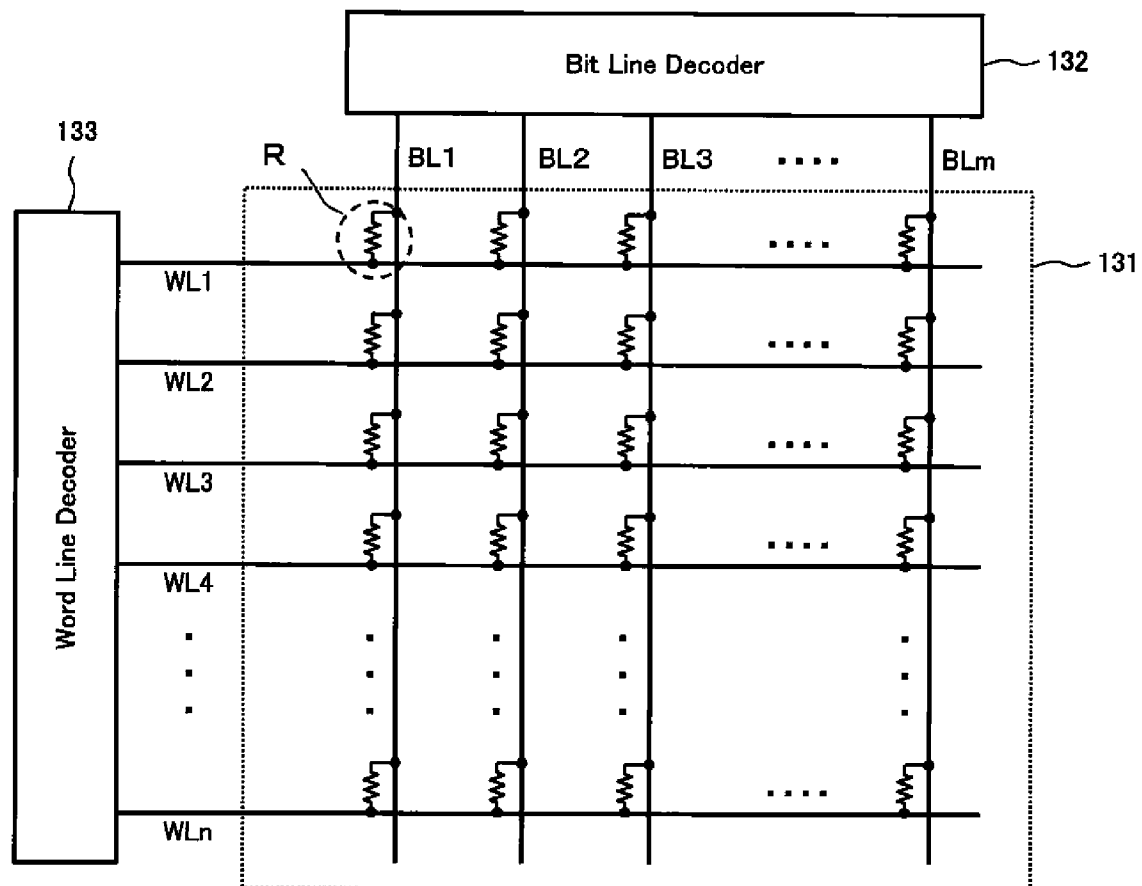 Bit Line Decoder
132
133
R
BL1
BL2
BL3
....
BLm
WL1
....
131
WL2
....
WL3
....
WL4
....
Word Line Decoder
WLn
....